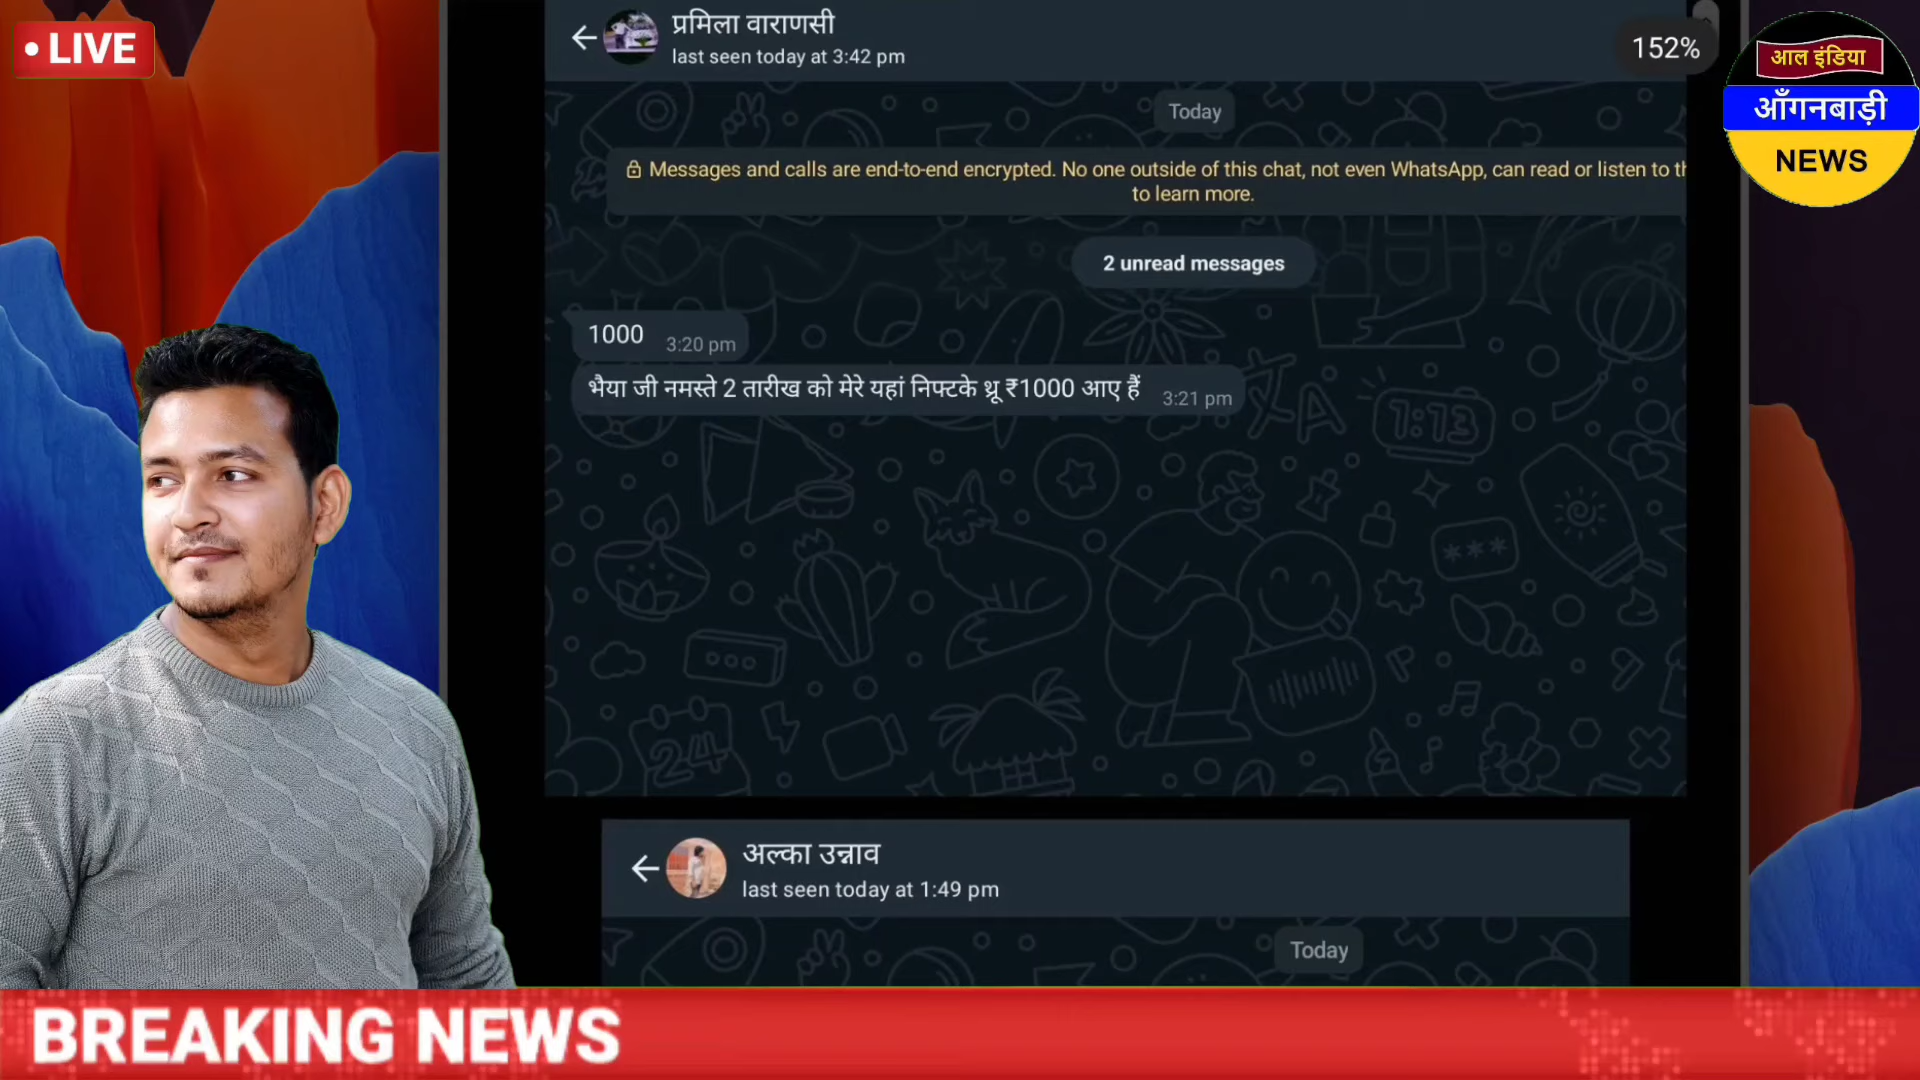 LIVE
प्रमिला वाराणसी
last seen today at 3:42 pm
152%
आल इंडिया
आँगनबाड़ी
NEWS
Today
Messages and calls are end-to-end encrypted. No one outside of this chat, not even WhatsApp, can read or listen to
to learn more.
2 unread messages
1000 3:20 pm
भैया जी नमस्ते 2 तारीख को मेरे यहां निफ्टके थ्रू ₹1000 आए हैं 3:21 pm
अल्का उन्नाव
last seen today at 1:49 pm
Today
BREAKING NEWS